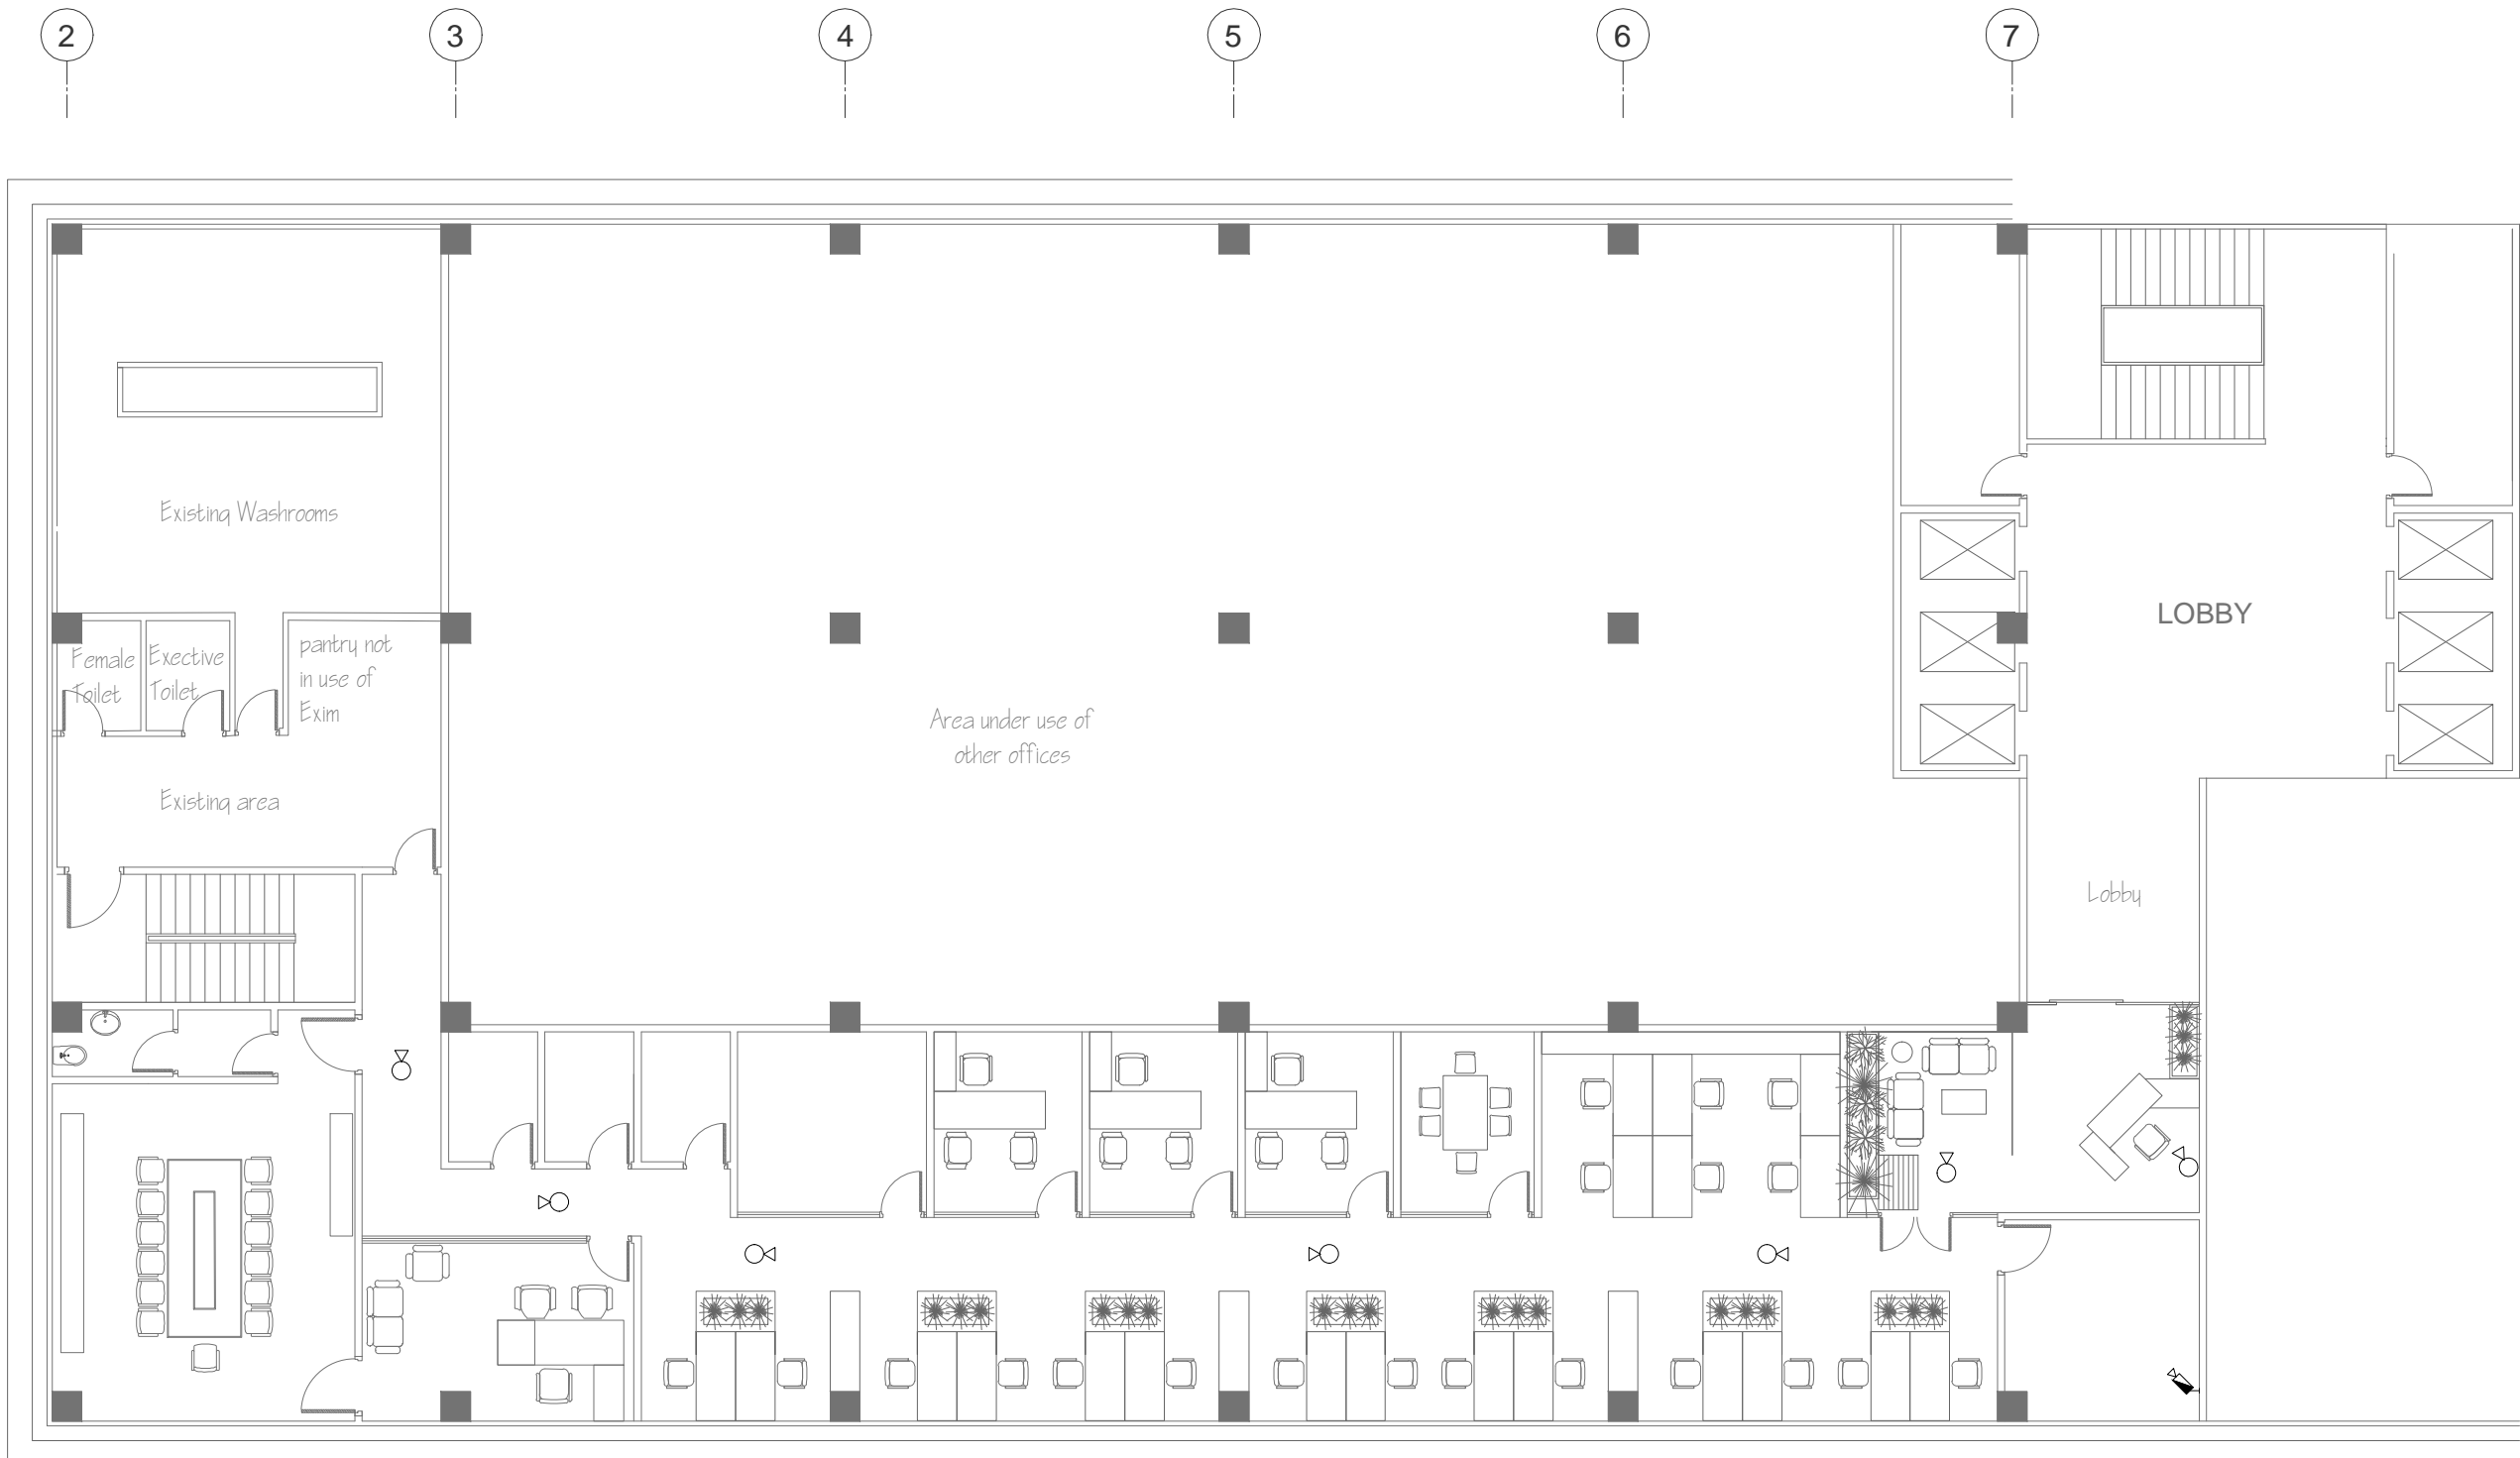 2 3 4 5 6 7
Existing Washrooms
LOBBY
Female
Toilet
Exective
Toilet
pantry not
in use of
Exim
Area under use of
other offices
Existing area
Lobby